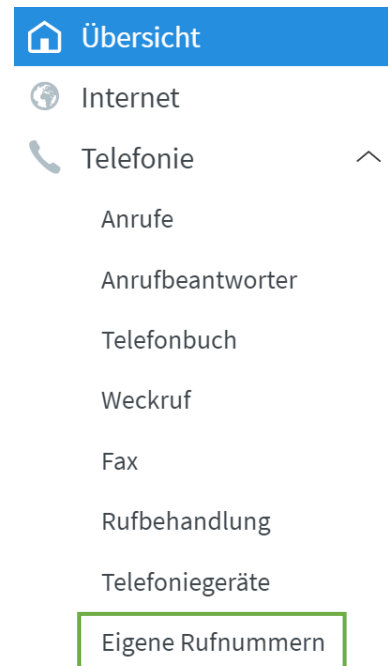 Übersicht
Internet
Telefonie
Anrufe
Anrufbeantworter
Telefonbuch
Weckruf
Fax
Rufbehandlung
Telefoniegeräte
Eigene Rufnummern